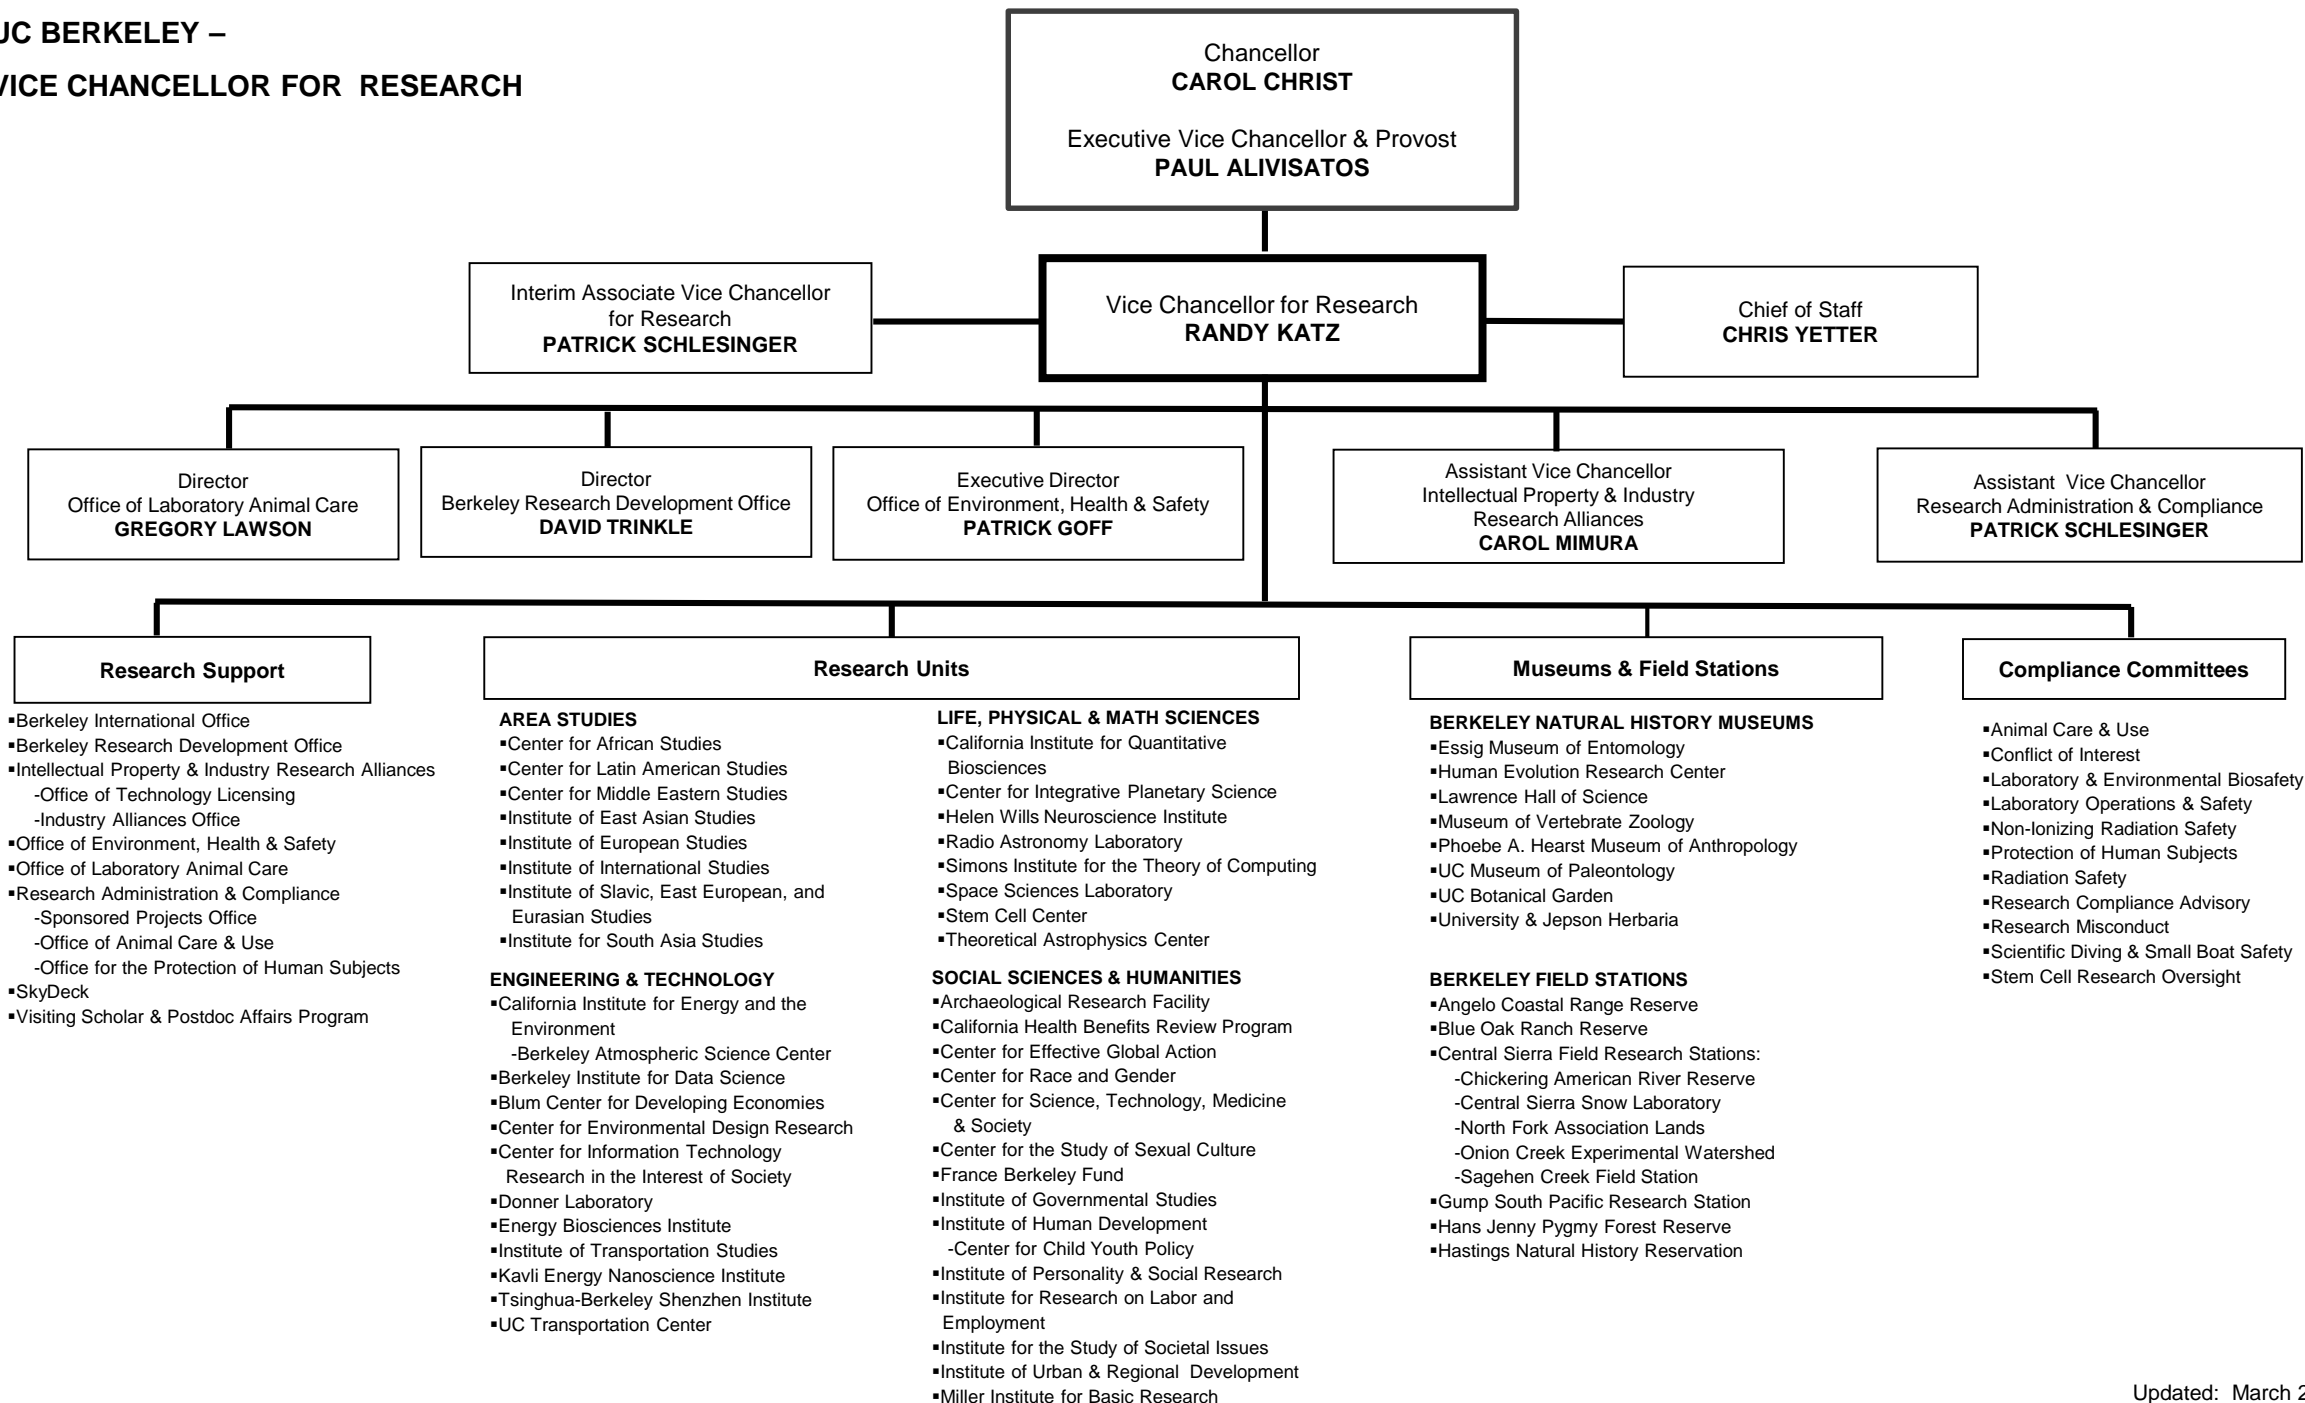 UC BERKELEY –
VICE CHANCELLOR FOR RESEARCH
Chancellor
CAROL CHRIST
Executive Vice Chancellor & Provost
PAUL ALIVISATOS
Interim Associate Vice Chancellor
for Research
PATRICK SCHLESINGER
Vice Chancellor for Research
RANDY KATZ
Chief of Staff
CHRIS YETTER
Director
Office of Laboratory Animal Care
GREGORY LAWSON
Director
Berkeley Research Development Office
DAVID TRINKLE
Executive Director
Office of Environment, Health & Safety
PATRICK GOFF
Assistant Vice Chancellor
Intellectual Property & Industry
Research Alliances
CAROL MIMURA
Assistant Vice Chancellor
Research Administration & Compliance
PATRICK SCHLESINGER
Research Support
▪Berkeley International Office
▪Berkeley Research Development Office
▪Intellectual Property & Industry Research Alliances
-Office of Technology Licensing
-Industry Alliances Office
▪Office of Environment, Health & Safety
▪Office of Laboratory Animal Care
▪Research Administration & Compliance
-Sponsored Projects Office
-Office of Animal Care & Use
-Office for the Protection of Human Subjects
▪SkyDeck
▪Visiting Scholar & Postdoc Affairs Program
Research Units
AREA STUDIES
▪Center for African Studies
▪Center for Latin American Studies
▪Center for Middle Eastern Studies
▪Institute of East Asian Studies
▪Institute of European Studies
▪Institute of International Studies
▪Institute of Slavic, East European, and
Eurasian Studies
▪Institute for South Asia Studies
ENGINEERING & TECHNOLOGY
▪California Institute for Energy and the
Environment
-Berkeley Atmospheric Science Center
▪Berkeley Institute for Data Science
▪Blum Center for Developing Economies
▪Center for Environmental Design Research
▪Center for Information Technology
Research in the Interest of Society
▪Donner Laboratory
▪Energy Biosciences Institute
▪Institute of Transportation Studies
▪Kavli Energy Nanoscience Institute
▪Tsinghua-Berkeley Shenzhen Institute
▪UC Transportation Center
LIFE, PHYSICAL & MATH SCIENCES
▪California Institute for Quantitative
Biosciences
▪Center for Integrative Planetary Science
▪Helen Wills Neuroscience Institute
▪Radio Astronomy Laboratory
▪Simons Institute for the Theory of Computing
▪Space Sciences Laboratory
▪Stem Cell Center
▪Theoretical Astrophysics Center
SOCIAL SCIENCES & HUMANITIES
▪Archaeological Research Facility
▪California Health Benefits Review Program
▪Center for Effective Global Action
▪Center for Race and Gender
▪Center for Science, Technology, Medicine
& Society
▪Center for the Study of Sexual Culture
▪France Berkeley Fund
▪Institute of Governmental Studies
▪Institute of Human Development
-Center for Child Youth Policy
▪Institute of Personality & Social Research
▪Institute for Research on Labor and
Employment
▪Institute for the Study of Societal Issues
▪Institute of Urban & Regional Development
▪Miller Institute for Basic Research
Museums & Field Stations
BERKELEY NATURAL HISTORY MUSEUMS
▪Essig Museum of Entomology
▪Human Evolution Research Center
▪Lawrence Hall of Science
▪Museum of Vertebrate Zoology
▪Phoebe A. Hearst Museum of Anthropology
▪UC Museum of Paleontology
▪UC Botanical Garden
▪University & Jepson Herbaria
BERKELEY FIELD STATIONS
▪Angelo Coastal Range Reserve
▪Blue Oak Ranch Reserve
▪Central Sierra Field Research Stations:
-Chickering American River Reserve
-Central Sierra Snow Laboratory
-North Fork Association Lands
-Onion Creek Experimental Watershed
-Sagehen Creek Field Station
▪Gump South Pacific Research Station
▪Hans Jenny Pygmy Forest Reserve
▪Hastings Natural History Reservation
Compliance Committees
▪Animal Care & Use
▪Conflict of Interest
▪Laboratory & Environmental Biosafety
▪Laboratory Operations & Safety
▪Non-Ionizing Radiation Safety
▪Protection of Human Subjects
▪Radiation Safety
▪Research Compliance Advisory
▪Research Misconduct
▪Scientific Diving & Small Boat Safety
▪Stem Cell Research Oversight
Updated: March 2